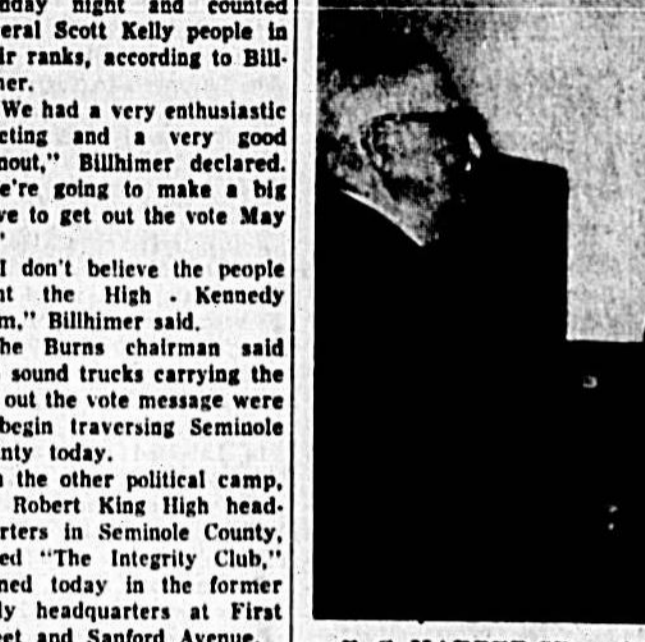 nday night and counted
eral Scott Kelly people in
ir ranks, according to Bill-
ner.
We had a very enthusiastic
eting and a very good
nout," Billhimer declared.
e're going to make a big
ve to get out the vote May
"
I don't believe the people
nt the High - Kennedy
m," Billhimer said.
he Burns chairman said
sound trucks carrying the
out the vote message were
begin traversing Seminole
nty today.
the other political camp,
Robert King High head-
rters in Seminole County,
ed "The Integrity Club,"
ned today in the former
ly headquarters at First
eet and Sanford Avenue.